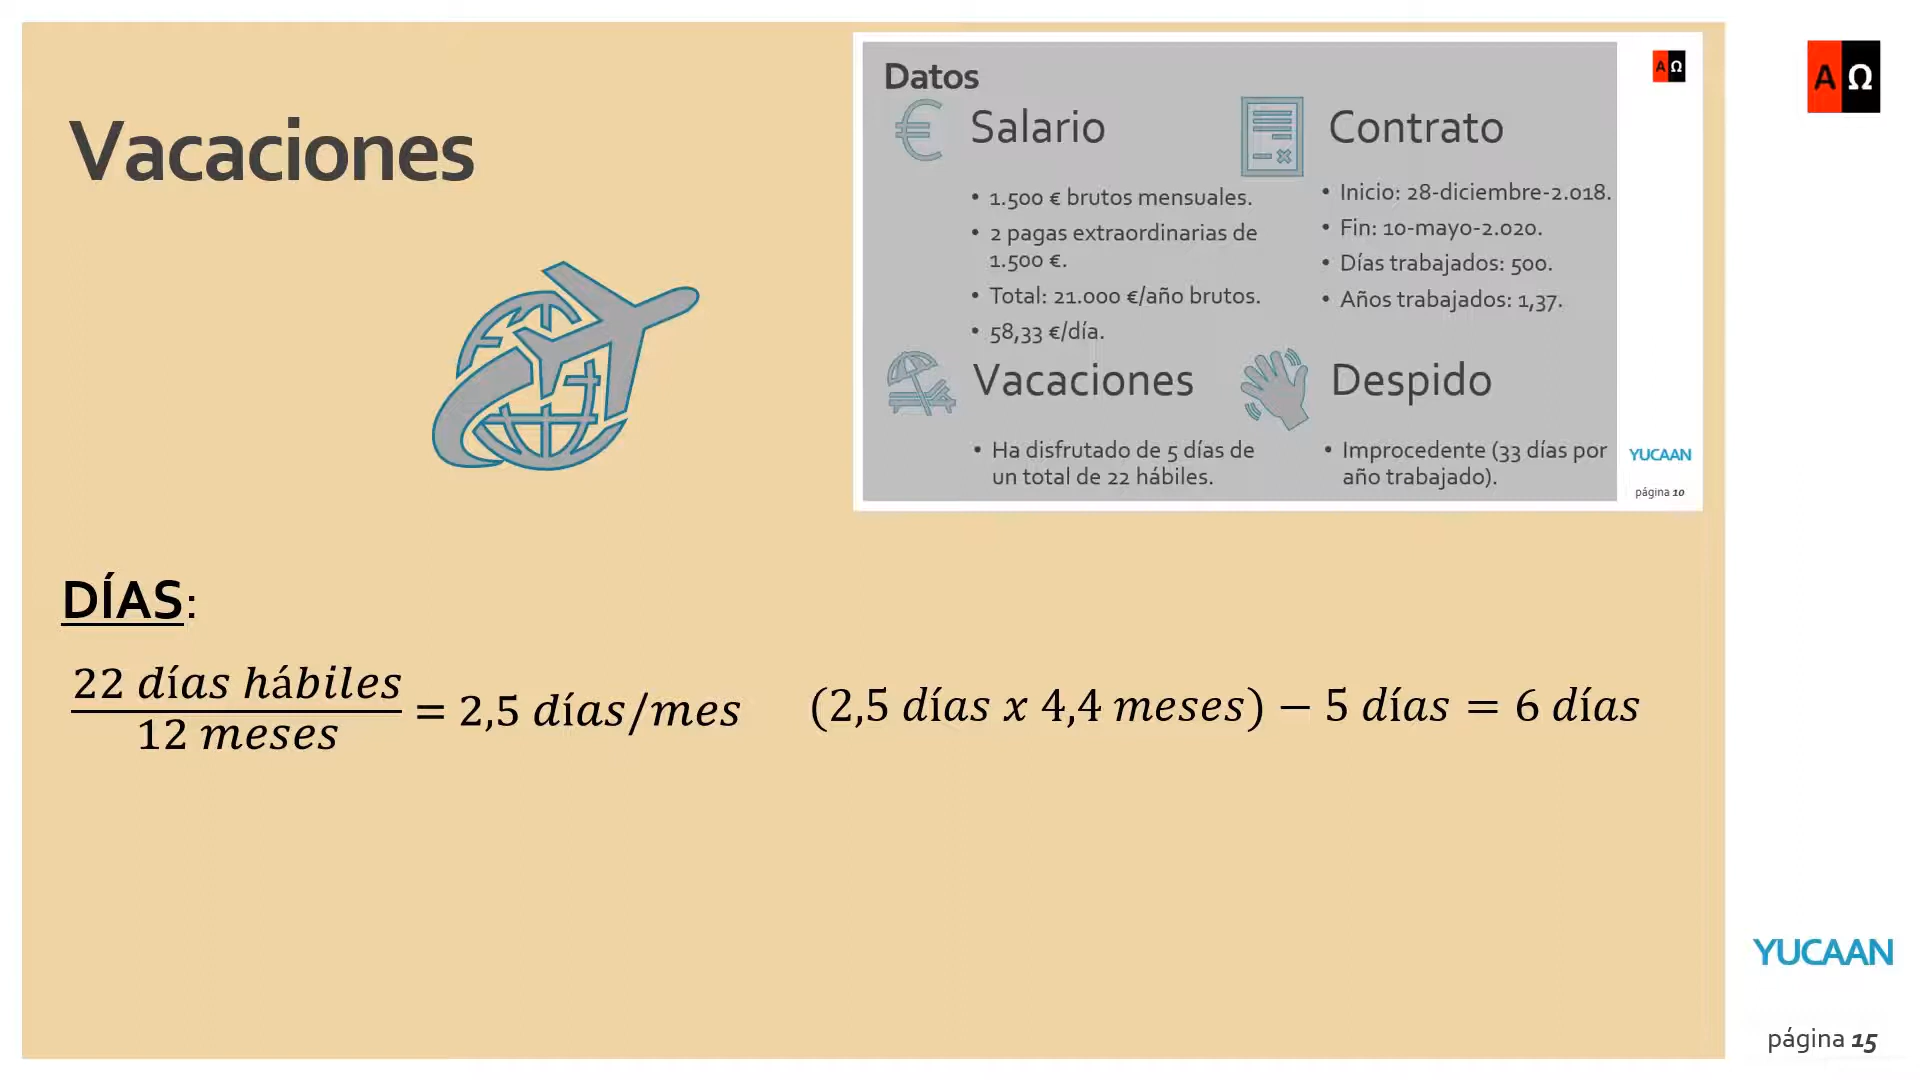 Vacaciones
Datos
Salario
• 1.500 € brutos mensuales.
• 2 pagas extraordinarias de
1.500 €.
• Total: 21.000 €/año brutos.
• 58,33 €/día.
Contrato
• Inicio: 28-diciembre-2.018.
• Fin: 10-mayo-2.020.
• Días trabajados: 500.
• Años trabajados: 1,37.
Vacaciones
• Ha disfrutado de 5 días de
un total de 22 hábiles.
Despido
• Improcedente (33 días por
año trabajado).
ΑΩ
YUCAAN
página 10
ΑΩ
DÍAS:
22 días hábiles
12 meses
= 2,5 días/mes
(2,5 días x 4,4 meses) − 5 días = 6 días
YUCAAN
página 15